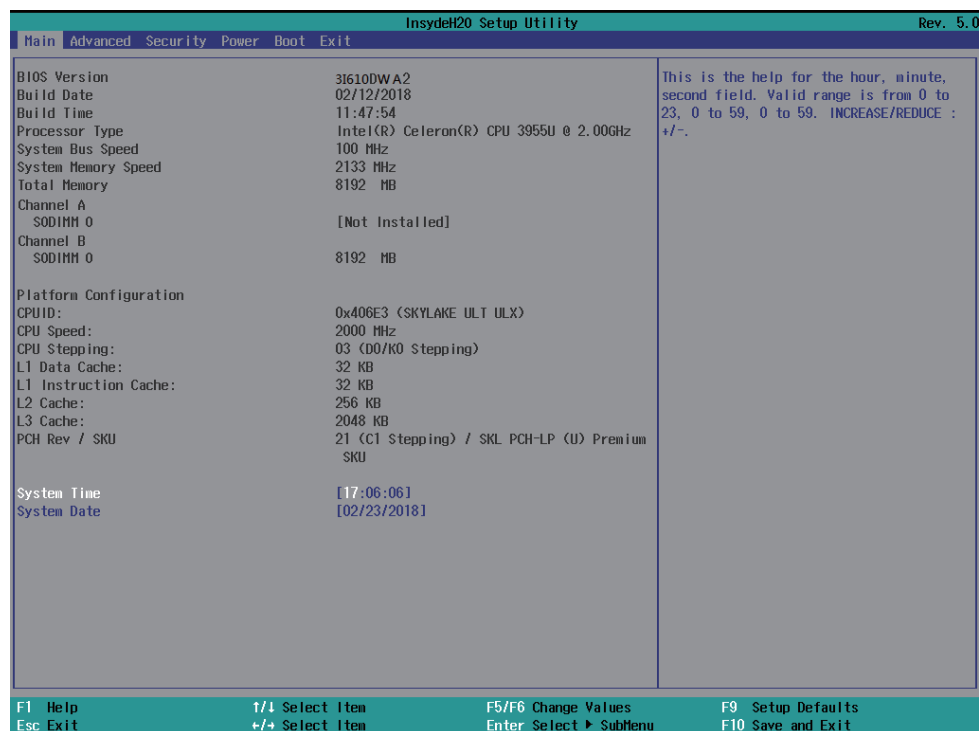 InsydeH20 Setup Utility Rev. 5.0
Main Advanced Security Power Boot Exit
BIOS Version 3I610DW A2
Build Date 02/12/2018
Build Time 11:47:54
Processor Type Intel(R) Celeron(R) CPU 3955U @ 2.00GHz
System Bus Speed 100 MHz
System Memory Speed 2133 MHz
Total Memory 8192 MB
Channel A
SODIMM 0 [Not Installed]
Channel B
SODIMM 0 8192 MB
Platform Configuration
CPUID: 0x406E3 (SKYLAKE ULT ULX)
CPU Speed: 2000 MHz
CPU Stepping: 03 (D0/K0 Stepping)
L1 Data Cache: 32 KB
L1 Instruction Cache: 32 KB
L2 Cache: 256 KB
L3 Cache: 2048 KB
PCH Rev / SKU 21 (C1 Stepping) / SKL PCH-LP (U) Premium
SKU
System Time [17:06:06]
System Date [02/23/2018]
This is the help for the hour, minute,
second field. Valid range is from 0 to
23, 0 to 59, 0 to 59. INCREASE/REDUCE :
+/-.
F1 Help ↑/↓ Select Item F5/F6 Change Values F9 Setup Defaults
Esc Exit ←/→ Select Item Enter Select ▶ SubMenu F10 Save and Exit